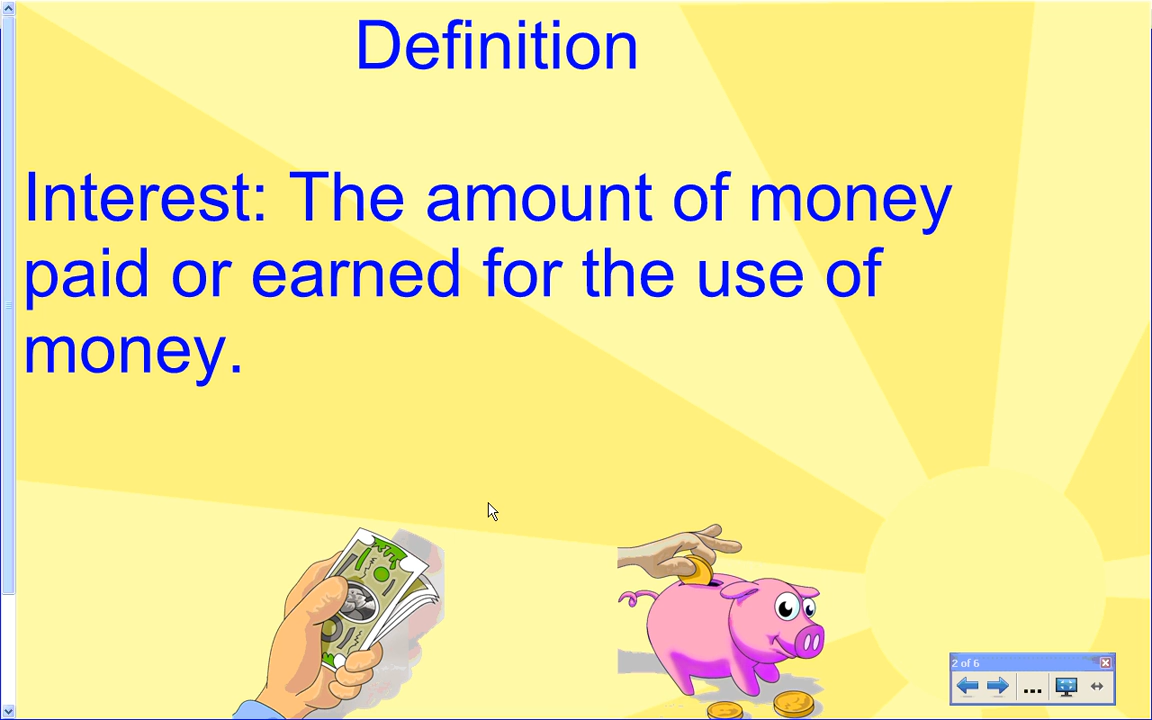 Definition
Interest: The amount of money
paid or earned for the use of
money.
2 of 6
...